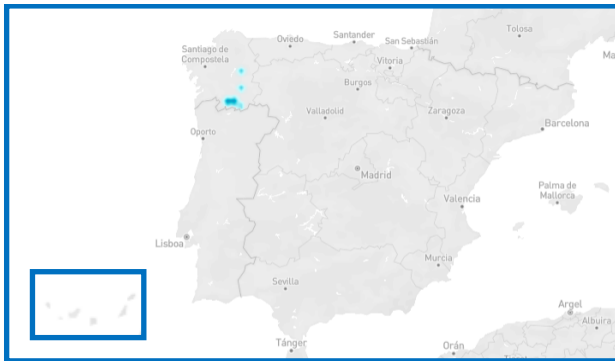 Tolosa
Oviedo
Santander
San Sebastián
Santiago de
Compostela
Ma
Vitoria
Burgos
Valladolid
Zaragoza
Barcelona
Oporto
Madrid
Palma de
Mallorca
Valencia
Lisboa
Murcia
Sevilla
Argel
Albuira
Tánger
Orán